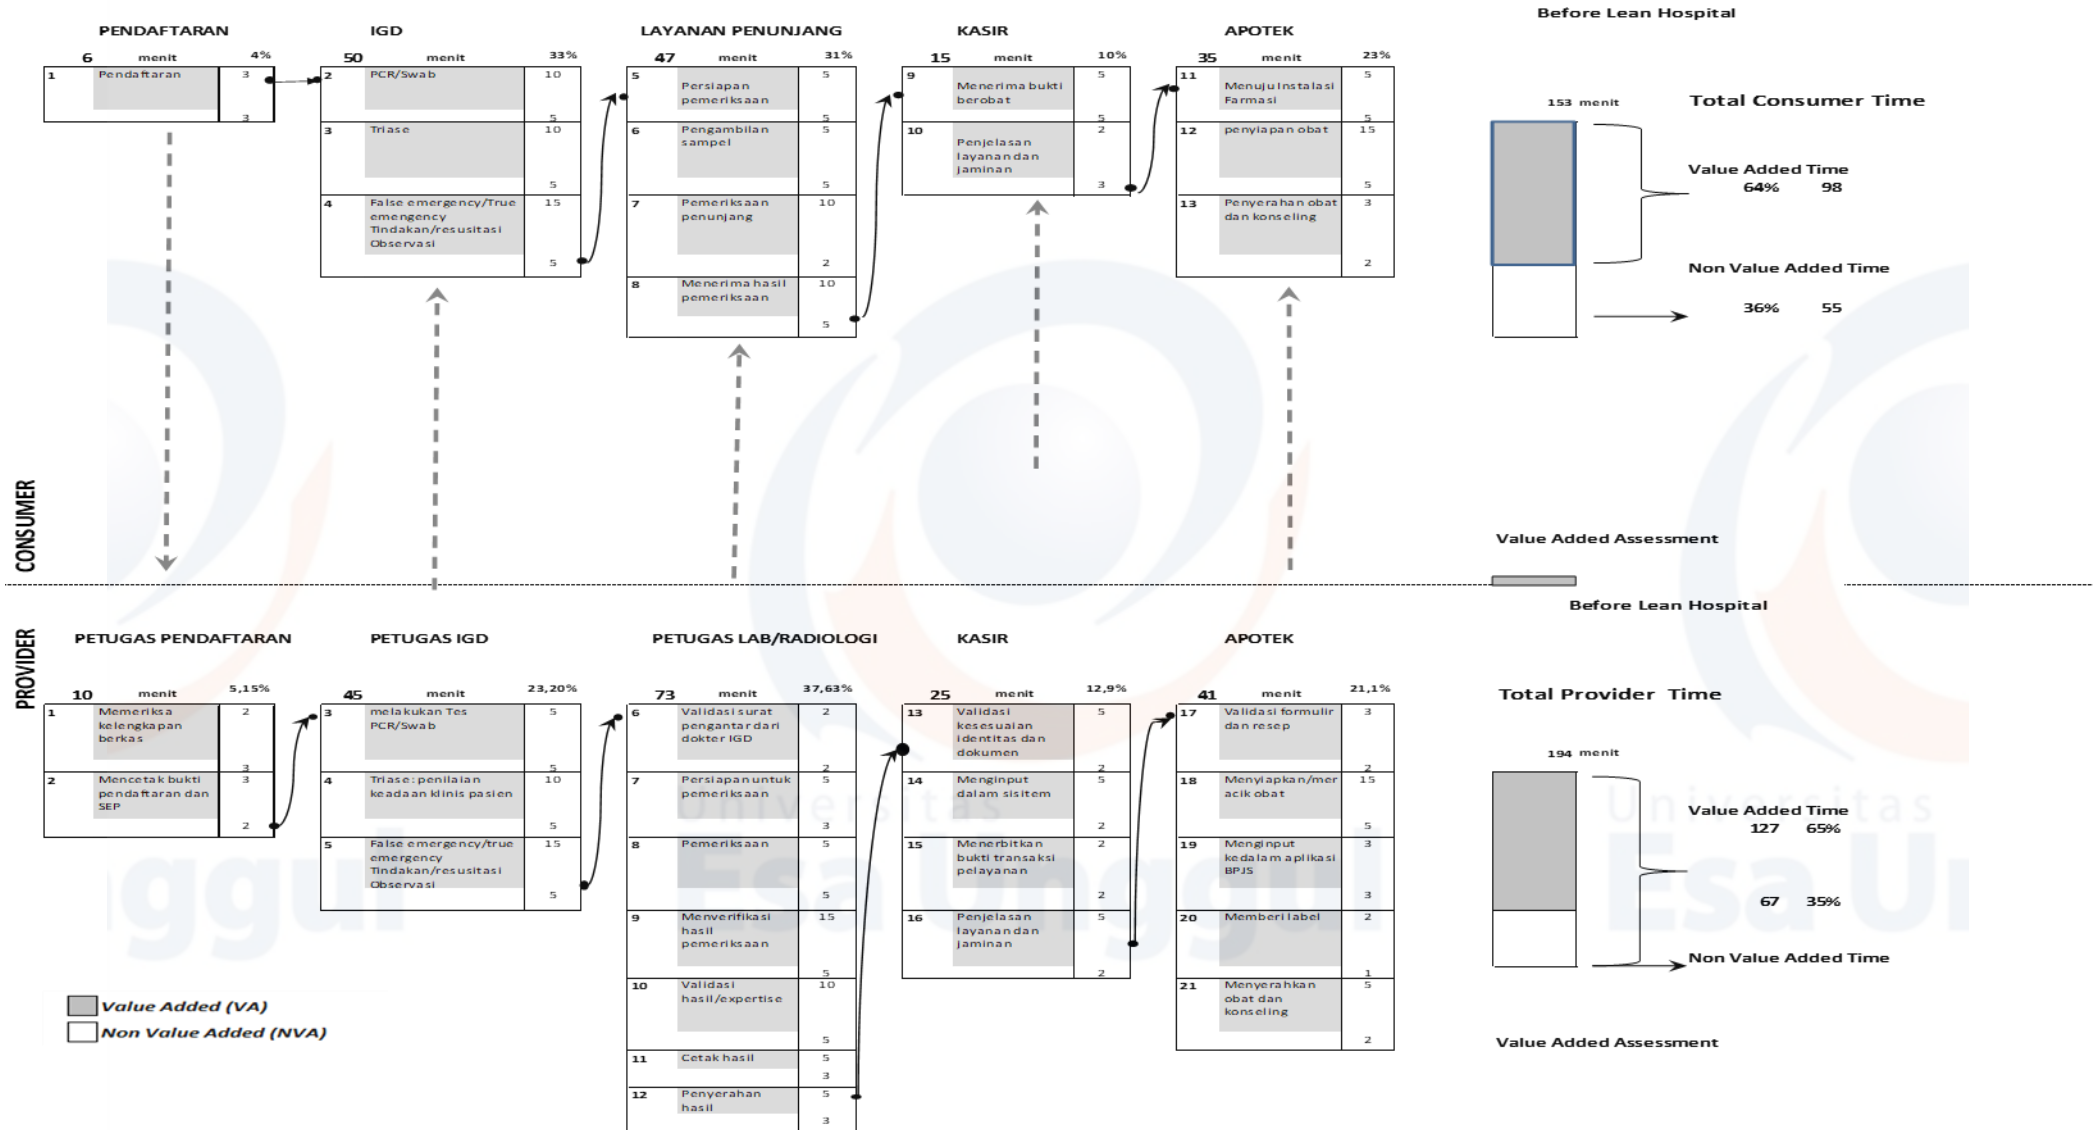 Before Lean Hospital
PENDAFTARAN
6 menit 4%
1 Pendaftaran 3
3
IGD
50 menit 33%
2 PCR/Swab 10
5
3 Triase 10
5
4 False emergency/True 15
emengency
Tindakan/resusitasi
Observasi
5
LAYANAN PENUNJANG
47 menit 31%
5 5
Persiapan
pemeriksaan
5
6 Pengambilan 5
sampel
5
7 Pemeriksaan 10
penunjang
2
8 Menerima hasil 10
pemeriksaan
5
KASIR
15 menit 10%
9 5
Menerima bukti
berobat
5
10 2
Penjelasan
layanan dan
jaminan
3
APOTEK
35 menit 23%
11 5
Menuju Instalasi
Farmasi
5
12 penyiapan obat 15
5
13 Penyerahan obat 3
dan konseling
2
153 menit
Total Consumer Time
Value Added Time
64% 98
Non Value Added Time
36% 55
Value Added Assessment
CONSUMER
PROVIDER
Before Lean Hospital
PETUGAS PENDAFTARAN
10 menit 5,15%
1 Memeriksa 2
kelengkapan
berkas
3
2 Mencetak bukti 3
pendaftaran dan
SEP
2
PETUGAS IGD
45 menit 23,20%
3 melakukan Tes 5
PCR/Swab
5
4 Triase: penilaian 10
keadaan klinis pasien
5
5 False emergency/true 15
emergency
Tindakan/resusitasi
Observasi
5
PETUGAS LAB/RADIOLOGI
73 menit 37,63%
6 Validasi surat 2
pengantar dari
dokter IGD
2
7 Persiapan untuk 5
pemeriksaan
3
8 Pemeriksaan 5
5
9 Menverifikasi 15
hasil
pemeriksaan
5
10 Validasi 10
hasil/expertise
5
11 Cetak hasil 5
3
12 Penyerahan 5
hasil
3
KASIR
25 menit 12,9%
13 Validasi 5
kesesuaian
identitas dan
dokumen
2
14 Menginput 5
dalam sisitem
2
15 Menerbitkan 2
bukti transaksi
pelayanan
2
16 Penjelasan 5
layanan dan
jaminan
2
APOTEK
41 menit 21,1%
17 Validasi formulir 3
dan resep
2
18 Menyiapkan/mer 15
acik obat
5
19 Menginput 3
kedalam aplikasi
BPJS
3
20 Memberi label 2
1
21 Menyerahkan 5
obat dan
konseling
2
Total Provider Time
194 menit
Value Added Time
127 65%
67 35%
Non Value Added Time
Value Added Assessment
Value Added (VA)
Non Value Added (NVA)
nggul
Universitas
Esa Unggul
Universitas
Esa Un